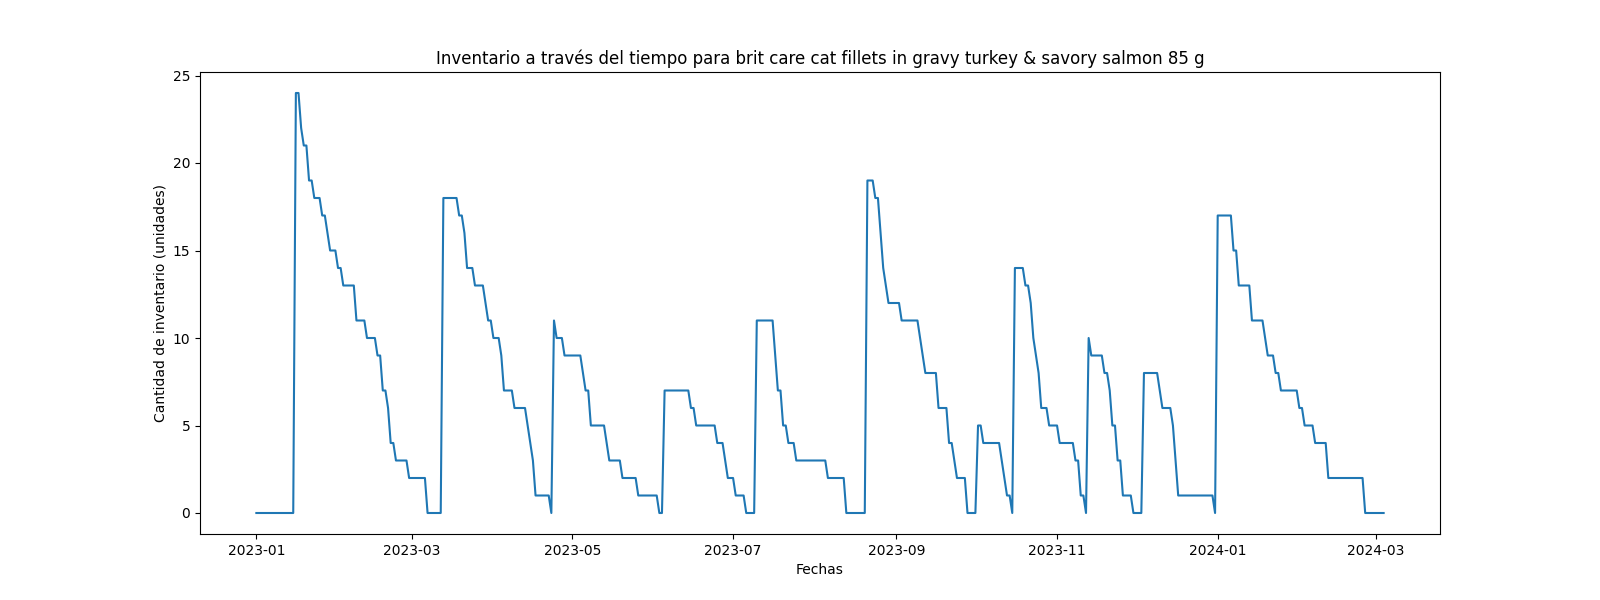 Inventario a través del tiempo para brit care cat fillets in gravy turkey & savory salmon 85 g
Cantidad de inventario (unidades)
25
20
15
10
5
0
2023-01 2023-03 2023-05 2023-07 2023-09 2023-11 2024-01 2024-03
Fechas